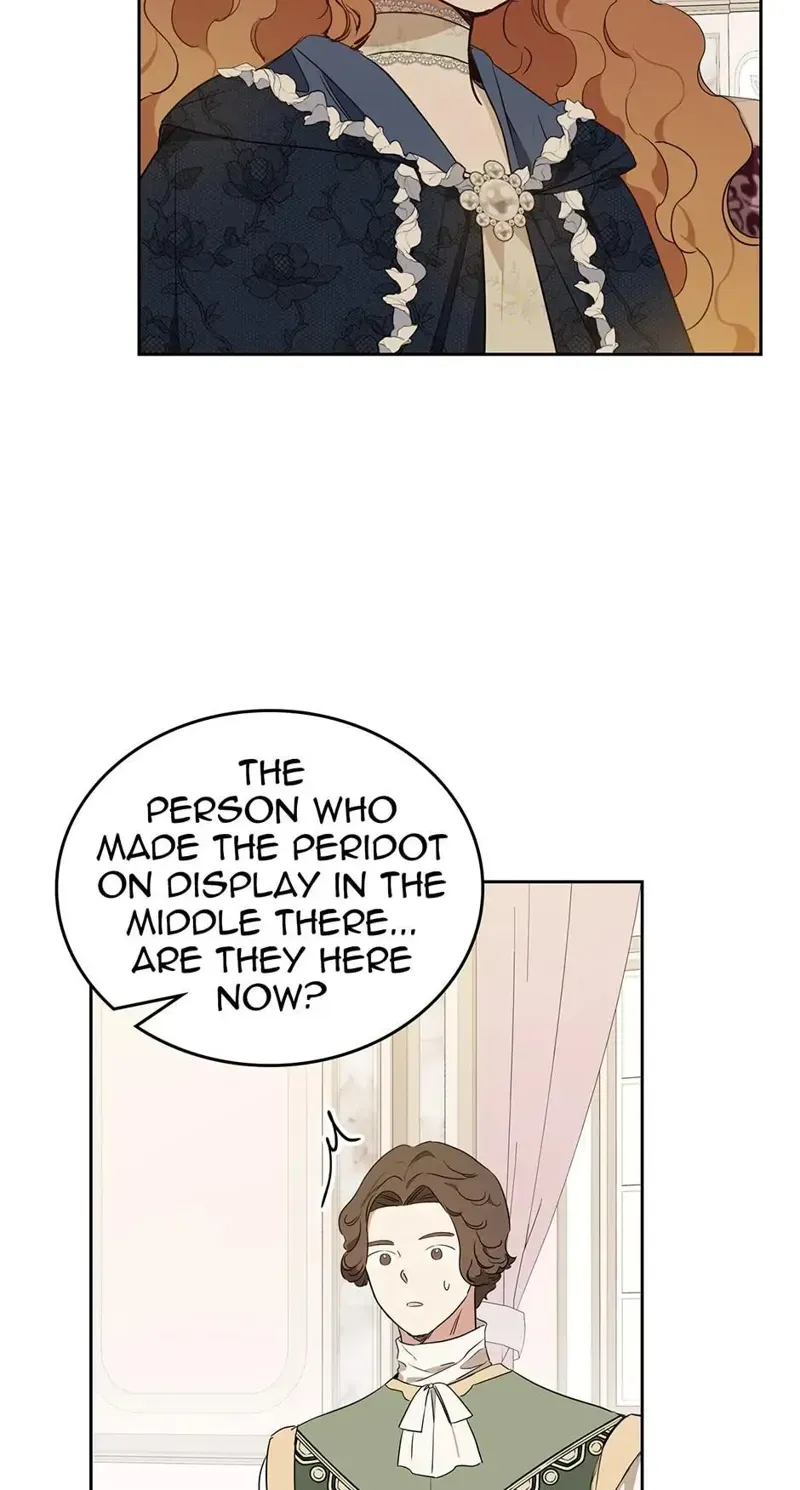 THE
PERSON WHO
MADE THE PERIDOT
ON DISPLAY IN THE
MIDDLE THERE...
ARE THEY HERE
NOW?